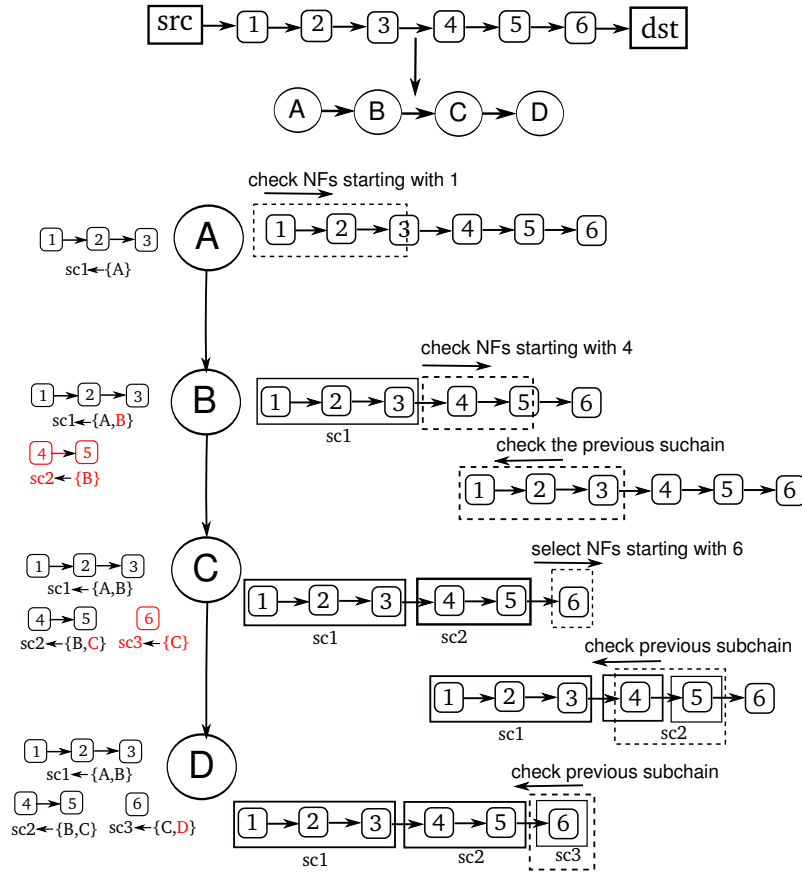 src 1 2 3 4 5 6 dst
A B C D
check NFs starting with 1
1 2 3 A 1 2 3 4 5 6
sc1←{A}
check NFs starting with 4
1 2 3 B 1 2 3 4 5 6
sc1←{A,B}
sc1
4 5
sc2←{B}
check the previous suchain
1 2 3 4 5 6
select NFs starting with 6
1 2 3 C 1 2 3 4 5 6
sc1←{A,B}
4 5 6
sc2←{B,C} sc3←{C}
sc1 sc2
check previous subchain
1 2 3 4 5 6
sc1 sc2
1 2 3 D
sc1←{A,B}
check previous subchain
4 5 6
sc2←{B,C} sc3←{C,D}
1 2 3 4 5 6
sc1 sc2 sc3